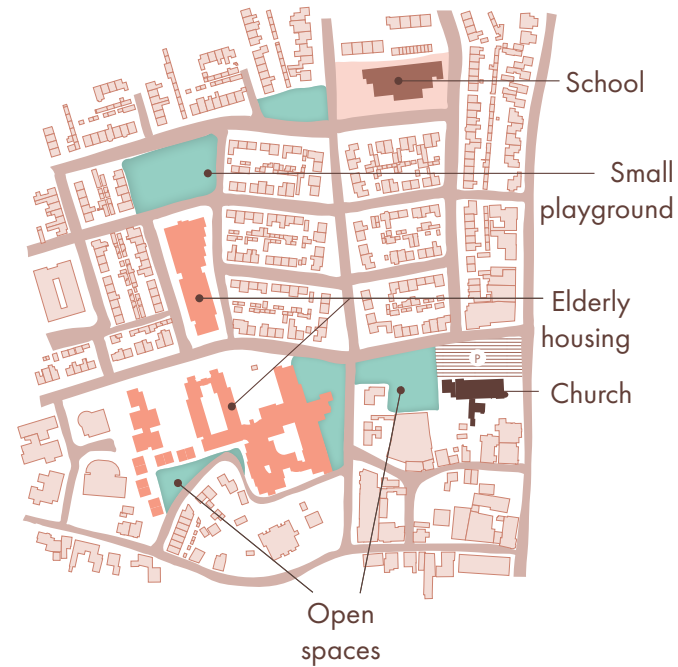 School
Small
playground
Elderly
housing
P
Church
Open
spaces